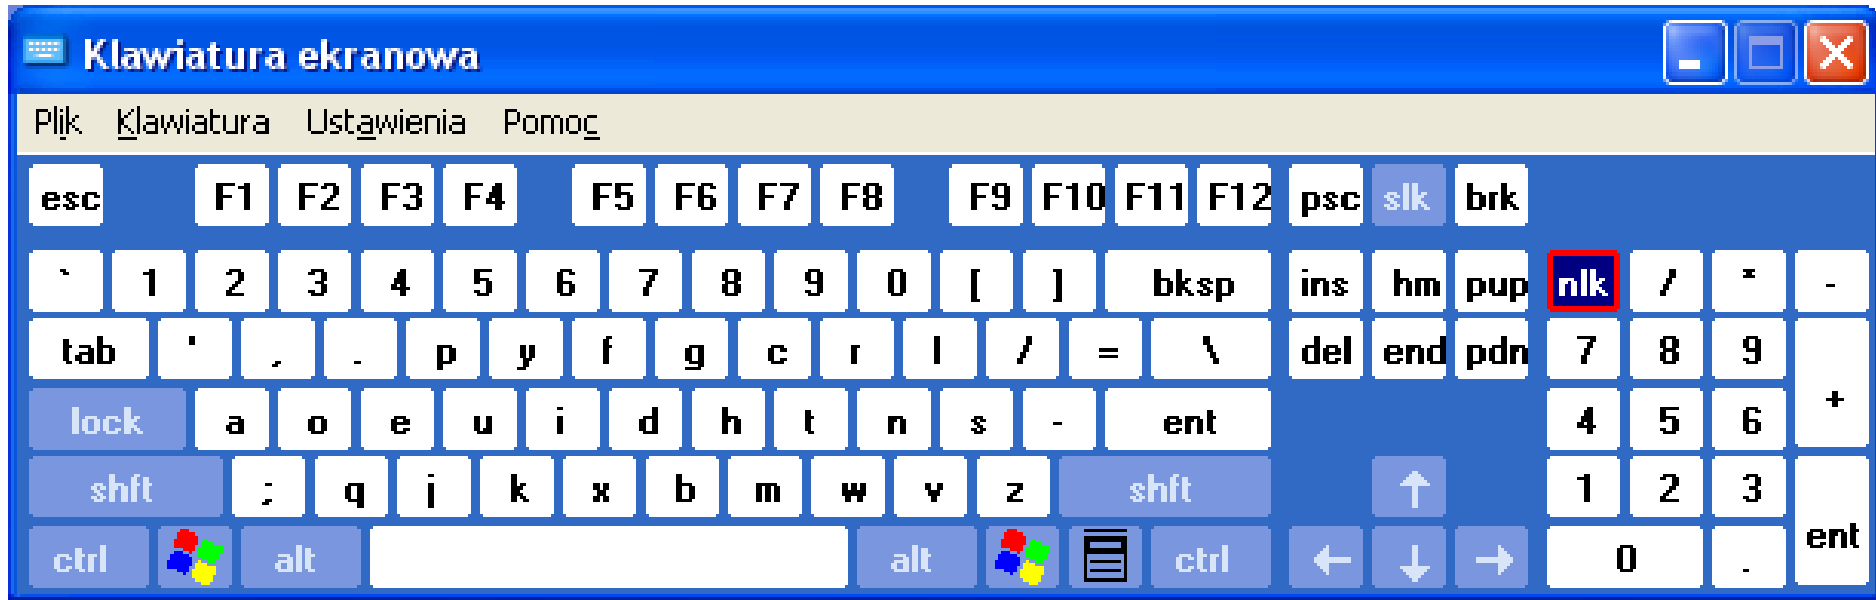 Klawiatura ekranowa
Plik Klawiatura Ustawienia Pomoc
esc F1 F2 F3 F4 F5 F6 F7 F8 F9 F10 F11 F12 psc slk brk
` 1 2 3 4 5 6 7 8 9 0 [ ] bksp ins hm pup nlk / * -
tab ' , . p y f g c r l / = \ del end pdn 7 8 9
lock a o e u i d h t n s - ent 4 5 6 +
shft ; q j k x b m w v z shft ↑ 1 2 3
ctrl alt alt ctrl ← ↓ → 0 . ent